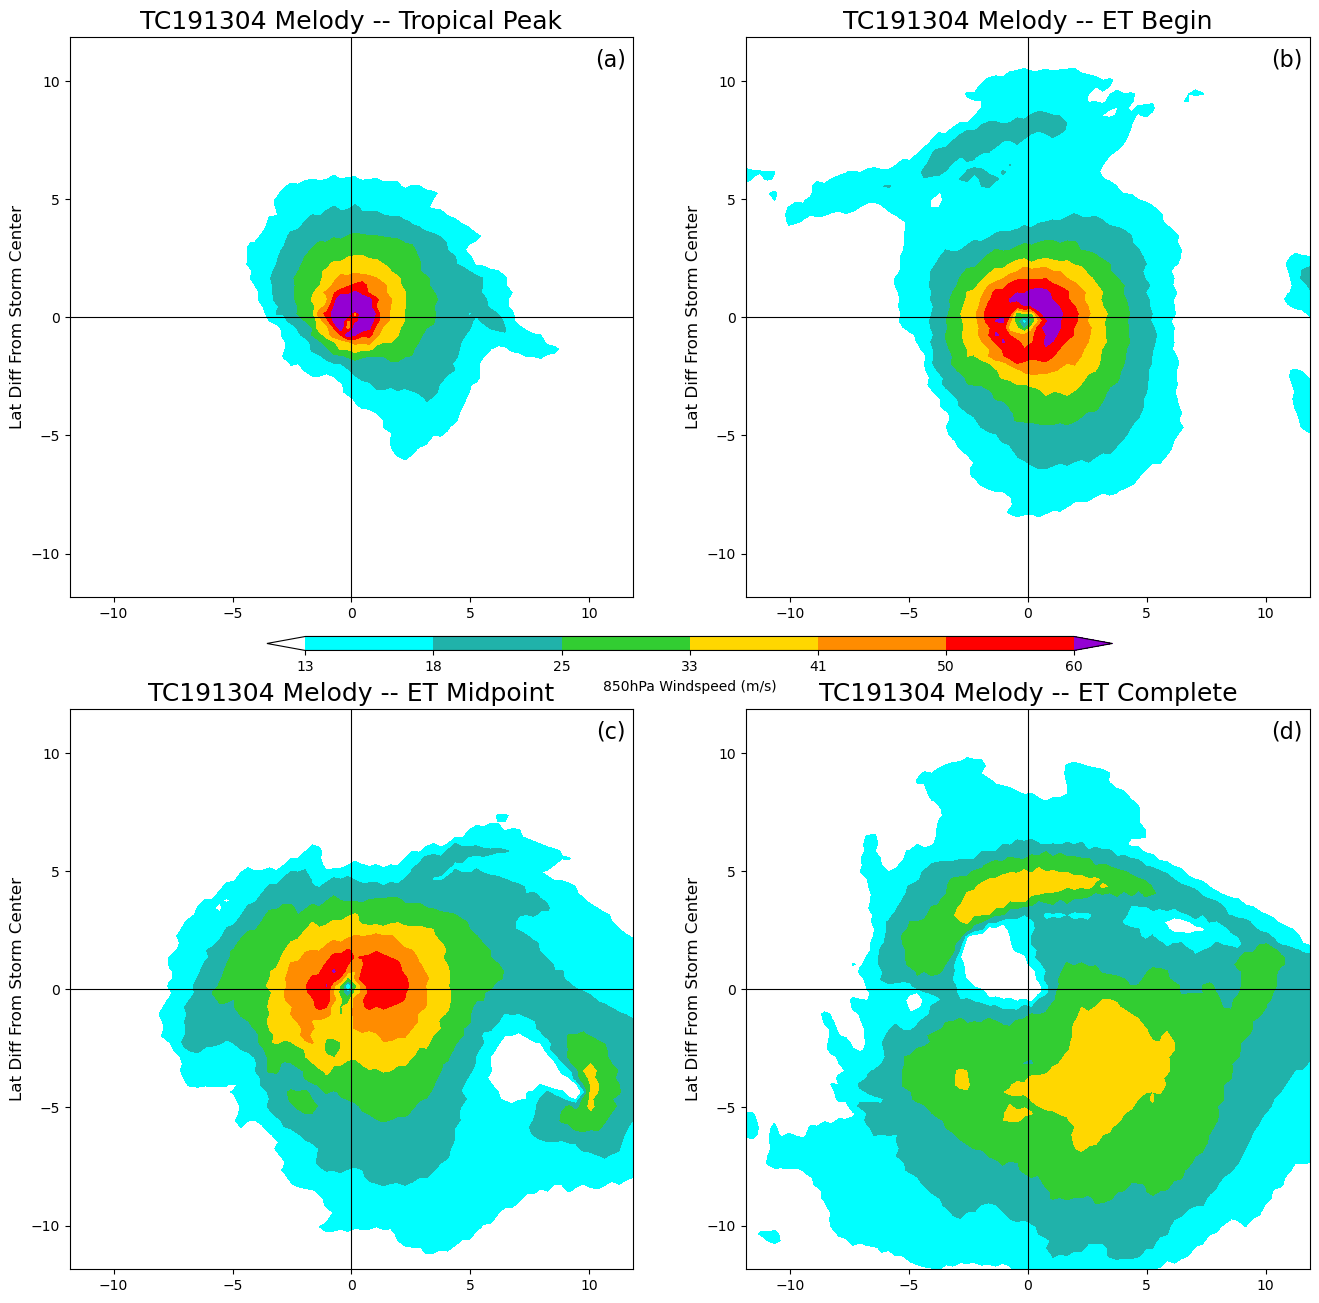 TC191304 Melody -- Tropical Peak
TC191304 Melody -- ET Begin
(a)
(b)
10
5
0
−5
−10
Lat Diff From Storm Center
−10 −5 0 5 10
10
5
0
−5
−10
Lat Diff From Storm Center
−10 −5 0 5 10
13 18 25 33 41 50 60
850hPa Windspeed (m/s)
TC191304 Melody -- ET Midpoint
TC191304 Melody -- ET Complete
(c)
(d)
10
5
0
−5
−10
Lat Diff From Storm Center
−10 −5 0 5 10
10
5
0
−5
−10
Lat Diff From Storm Center
−10 −5 0 5 10